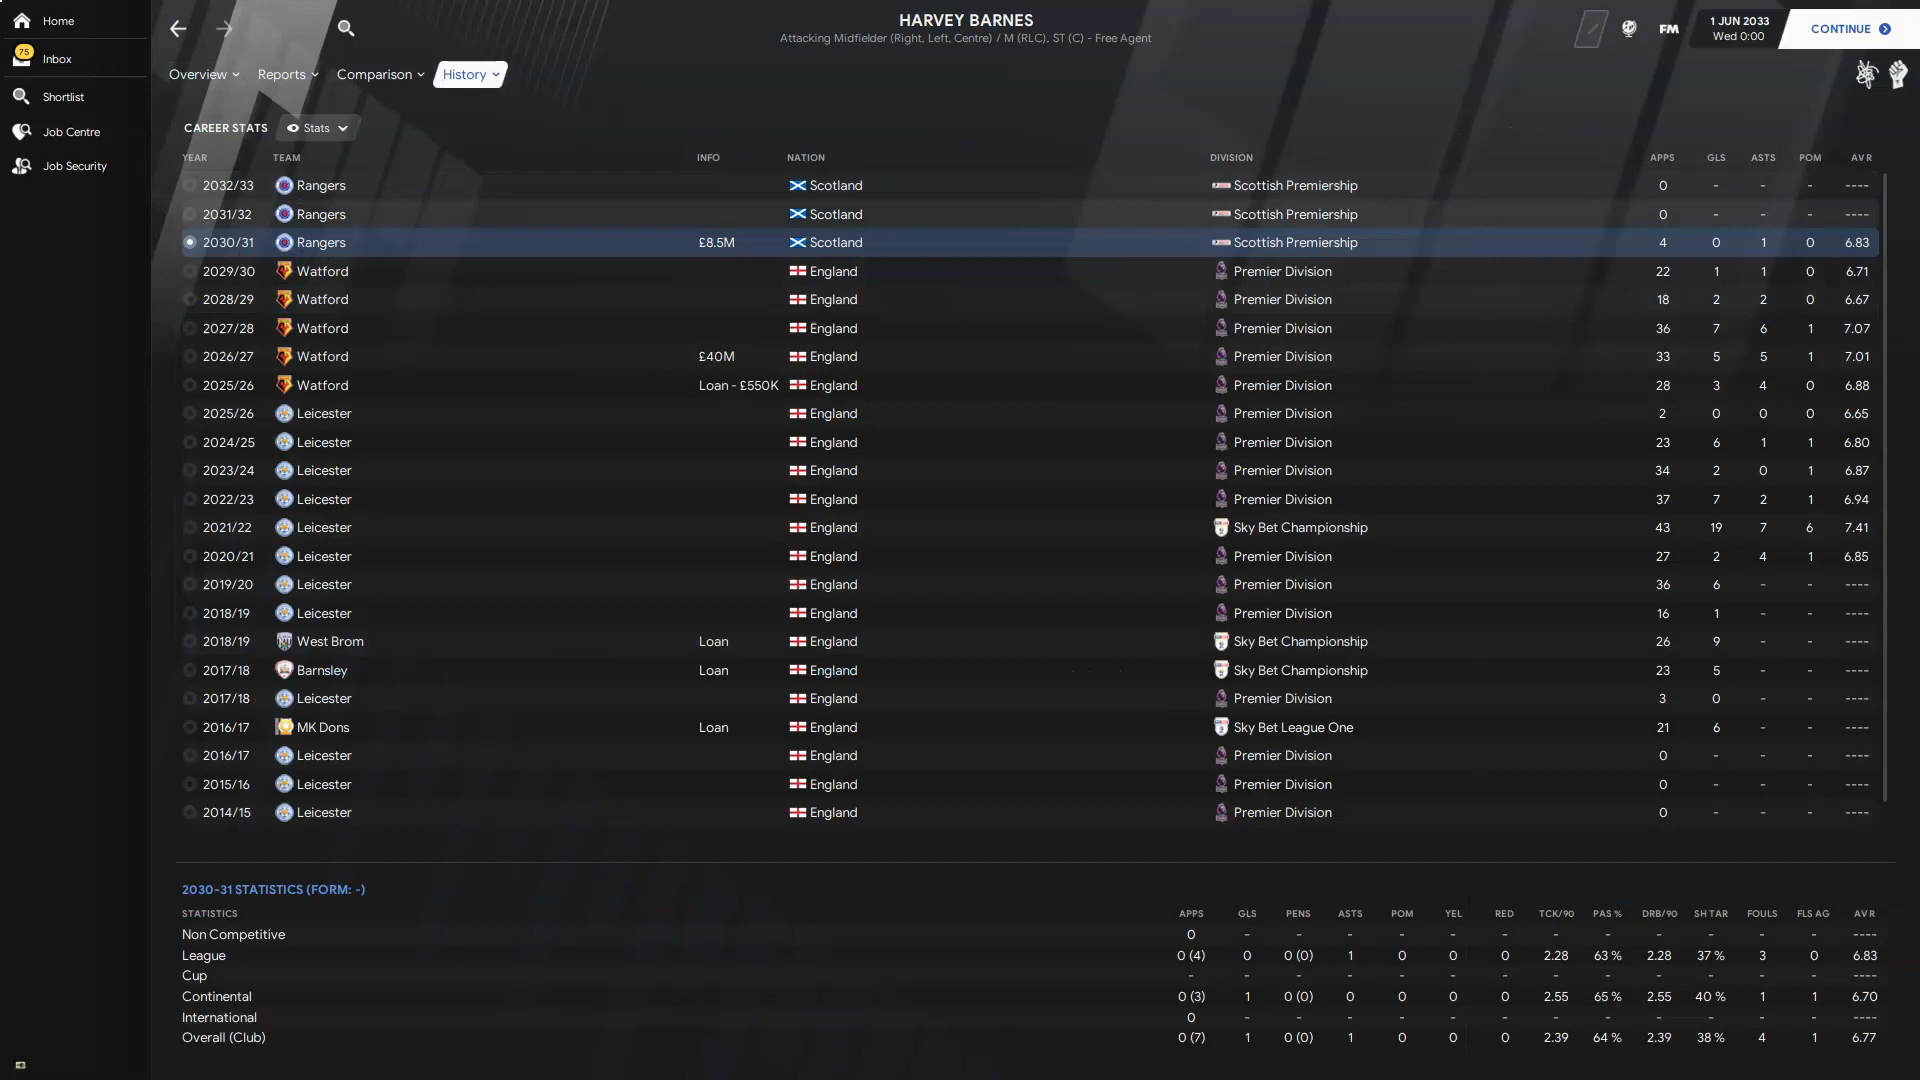 Home
75
Inbox
Shortlist
Job Centre
Job Security
HARVEY BARNES
Attacking Midfielder (Right, Left, Centre) / M (RLC), ST (C) - Free Agent
FM
1 JUN 2033
Wed 0:00
CONTINUE
Overview
Reports
Comparison
History
CAREER STATS
Stats
YEAR TEAM INFO NATION DIVISION APPS GLS ASTS POM AV R
2032/33 Rangers Scotland Scottish Premiership 0 - - - ----
2031/32 Rangers Scotland Scottish Premiership 0 - - - ----
2030/31 Rangers £8.5M Scotland Scottish Premiership 4 0 1 0 6.83
2029/30 Watford England Premier Division 22 1 1 0 6.71
2028/29 Watford England Premier Division 18 2 2 0 6.67
2027/28 Watford England Premier Division 36 7 6 1 7.07
2026/27 Watford £40M England Premier Division 33 5 5 1 7.01
2025/26 Watford Loan - £550K England Premier Division 28 3 4 0 6.88
2025/26 Leicester England Premier Division 2 0 0 0 6.65
2024/25 Leicester England Premier Division 23 6 1 1 6.80
2023/24 Leicester England Premier Division 34 2 0 1 6.87
2022/23 Leicester England Premier Division 37 7 2 1 6.94
2021/22 Leicester England Sky Bet Championship 43 19 7 6 7.41
2020/21 Leicester England Premier Division 27 2 4 1 6.85
2019/20 Leicester England Premier Division 36 6 - - ----
2018/19 Leicester England Premier Division 16 1 - - ----
2018/19 West Brom Loan England Sky Bet Championship 26 9 - - ----
2017/18 Barnsley Loan England Sky Bet Championship 23 5 - - ----
2017/18 Leicester England Premier Division 3 0 - - ----
2016/17 MK Dons Loan England Sky Bet League One 21 6 - - ----
2016/17 Leicester England Premier Division 0 - - - ----
2015/16 Leicester England Premier Division 0 - - - ----
2014/15 Leicester England Premier Division 0 - - - ----
2030-31 STATISTICS (FORM: -)
STATISTICS APPS GLS PENS ASTS POM YEL RED TCK/90 PAS % DRB/90 SH TAR FOULS FLS AG AV R
Non Competitive 0 - - - - - - - - - - - - ----
League 0 (4) 0 0 (0) 1 0 0 0 2.28 63 % 2.28 37 % 3 0 6.83
Cup - - - - - - - - - - - - - ----
Continental 0 (3) 1 0 (0) 0 0 0 0 2.55 65 % 2.55 40 % 1 1 6.70
International 0 - - - - - - - - - - - - ----
Overall (Club) 0 (7) 1 0 (0) 1 0 0 0 2.39 64 % 2.39 38 % 4 1 6.77